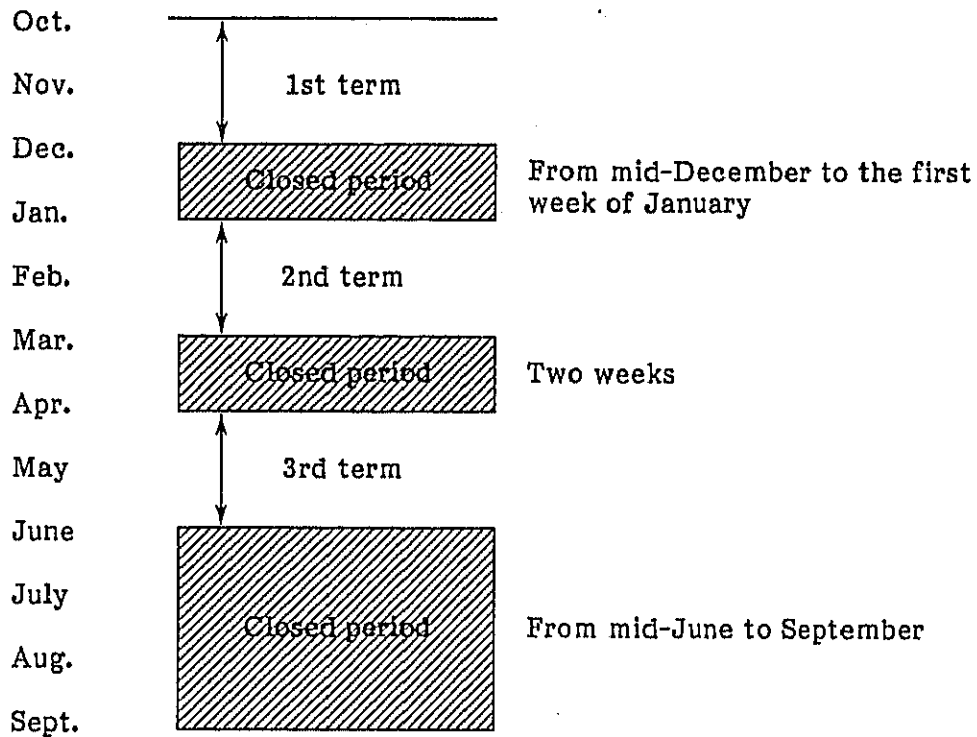 Oct.
Nov.
1st term
Dec.
Closed period
From mid-December to the first
week of January
Jan.
Feb.
2nd term
Mar.
Closed period
Two weeks
Apr.
May
3rd term
June
July
Closed period
From mid-June to September
Aug.
Sept.